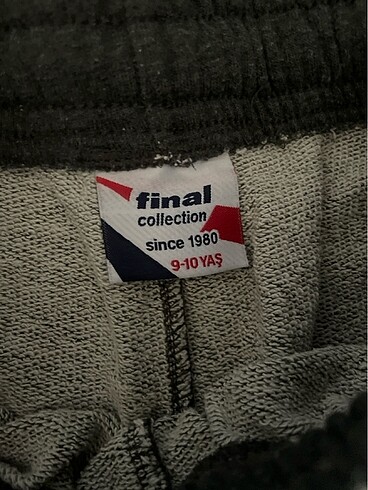 final
collection
since 1980
9-10 YAŞ